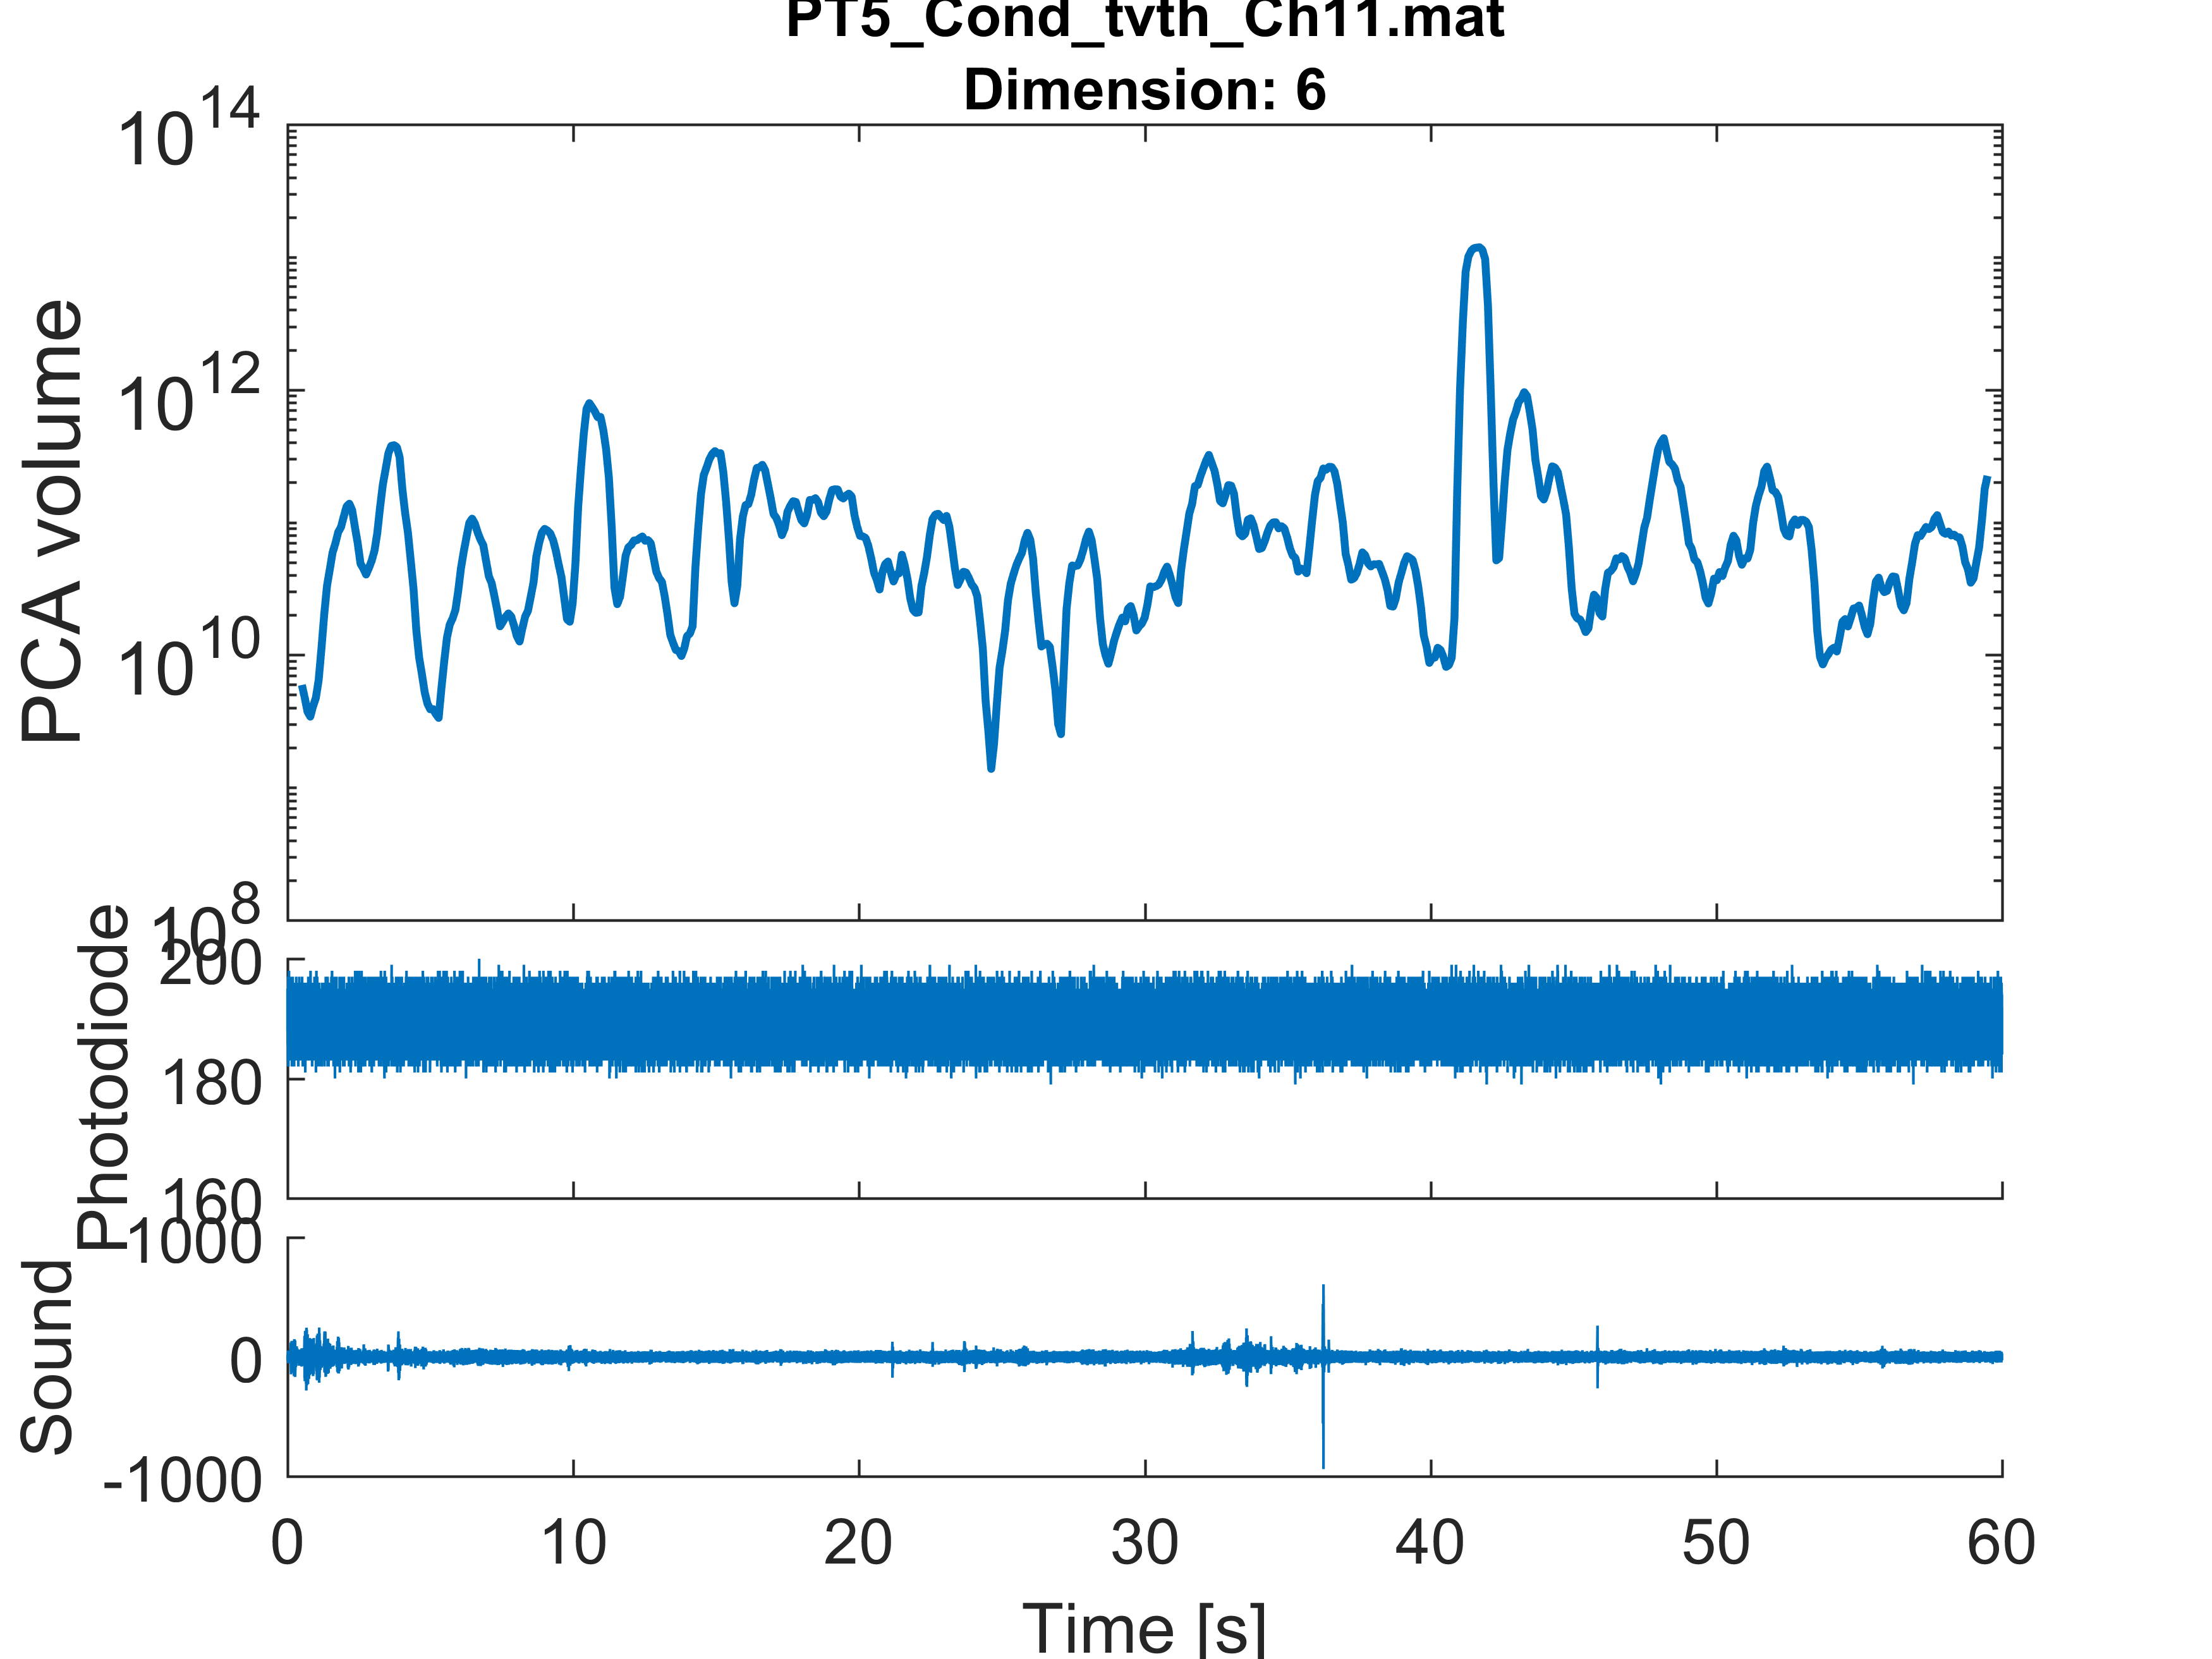 PT5_Cond_tvth_Ch11.mat
Dimension: 6
PCA volume
10^14
10^12
10^10
10^8
Photodiode
200
180
160
Sound
1000
0
-1000
0 10 20 30 40 50 60
Time [s]